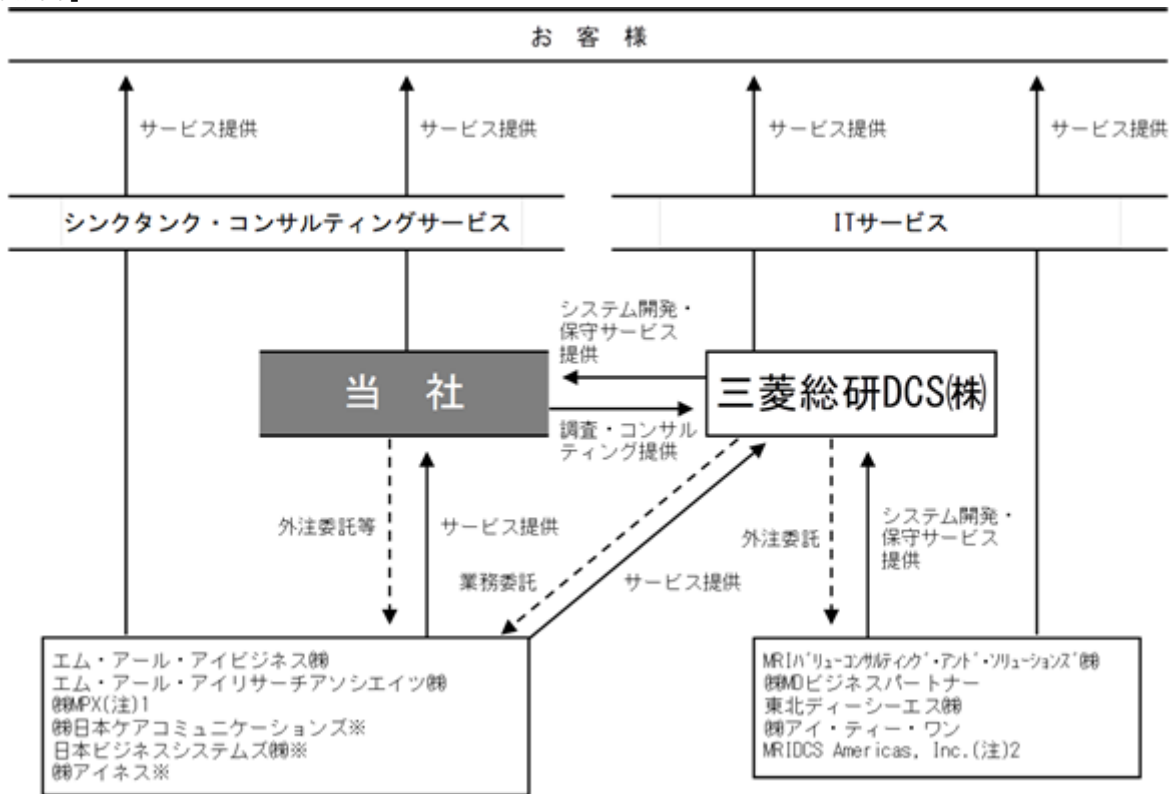 お 客 様
サービス提供
サービス提供
サービス提供
サービス提供
シンクタンク・コンサルティングサービス
ITサービス
システム開発・
保守サービス
提供
当 社
三菱総研DCS㈱
調査・コンサル
ティング提供
外注委託等
サービス提供
業務委託
サービス提供
外注委託
システム開発・
保守サービス
提供
エム・アール・アイビジネス㈱
エム・アール・アイリサーチアソシエイツ㈱
㈱MPX(注)1
㈱日本ケアコミュニケーションズ※
日本ビジネスシステムズ㈱※
㈱アイネス※
MRIバリューコンサルティング・アンド・ソリューションズ㈱
㈱MDビジネスパートナー
東北ディーシーエス㈱
㈱アイ・ティー・ワン
MRIDCS Americas, Inc.(注)2